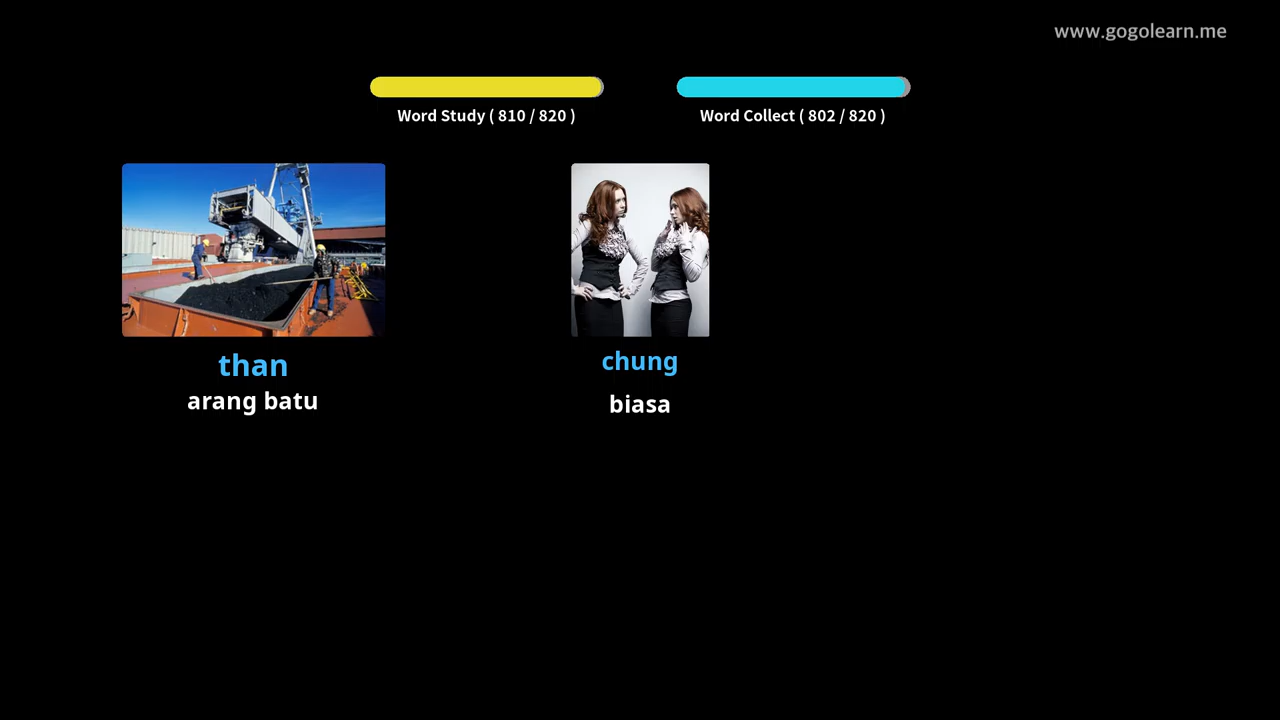 www.gogolearn.me
Word Study ( 810 / 820 )
Word Collect ( 802 / 820 )
than
arang batu
chung
biasa